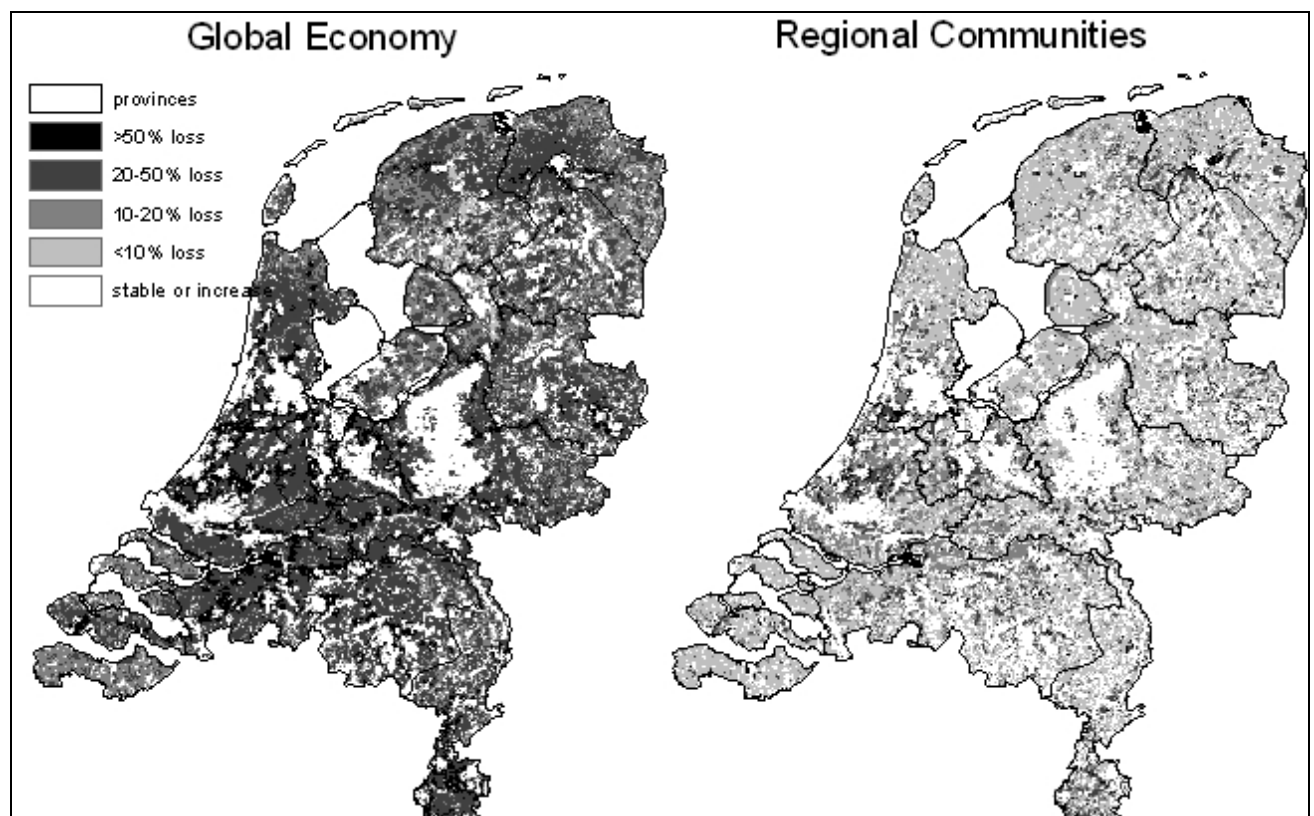 Global Economy
Regional Communities
provinces
>50% loss
20-50% loss
10-20% loss
<10% loss
stable or increase